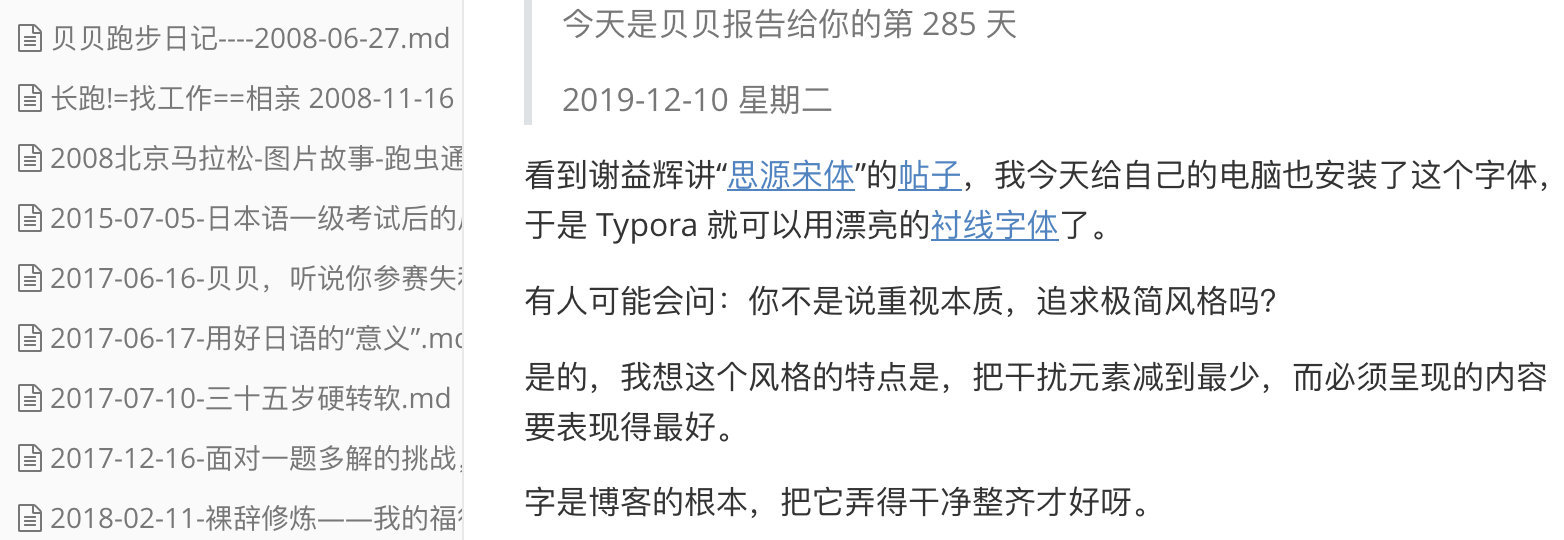 贝贝跑步日记----2008-06-27.md
长跑!=找工作==相亲 2008-11-16
2008北京马拉松-图片故事-跑虫通
2015-07-05-日本语一级考试后的
2017-06-16-贝贝，听说你参赛失
2017-06-17-用好日语的“意义”.md
2017-07-10-三十五岁硬转软.md
2017-12-16-面对一题多解的挑战，
2018-02-11-裸辞修炼——我的福
今天是贝贝报告给你的第 285 天
2019-12-10 星期二
看到谢益辉讲“思源宋体”的帖子，我今天给自己的电脑也安装了这个字体，
于是 Typora 就可以用漂亮的衬线字体了。
有人可能会问：你不是说重视本质，追求极简风格吗？
是的，我想这个风格的特点是，把干扰元素减到最少，而必须呈现的内容
要表现得最好。
字是博客的根本，把它弄得干净整齐才好呀。